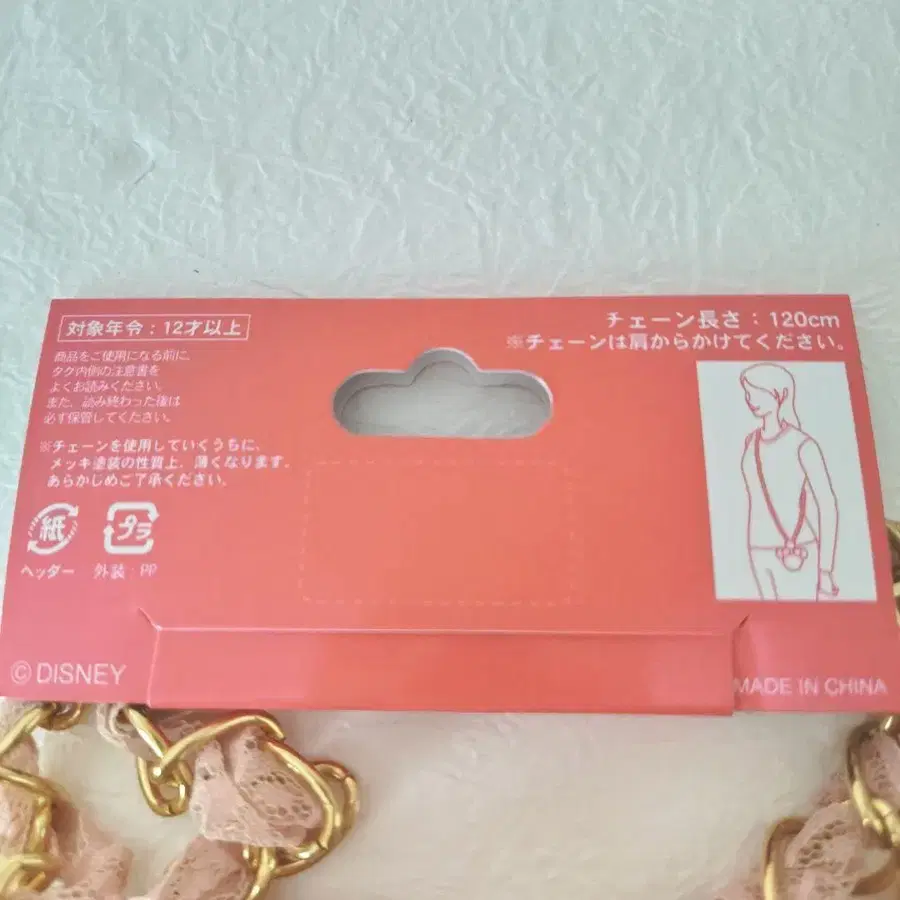 対象年令：12才以上
商品をご使用になる前に、
タグ内側の注意書を
よくお読みください。
また、読み終わった後は
必ず保管してください。
※チェーンを使用していくうちに、
メッキ塗装の性質上、薄くなります。
あらかじめご了承ください。
紙
プラ
ヘッダー
外装：PP
チェーン長さ：120cm
※チェーンは肩からかけてください。
© DISNEY
MADE IN CHINA